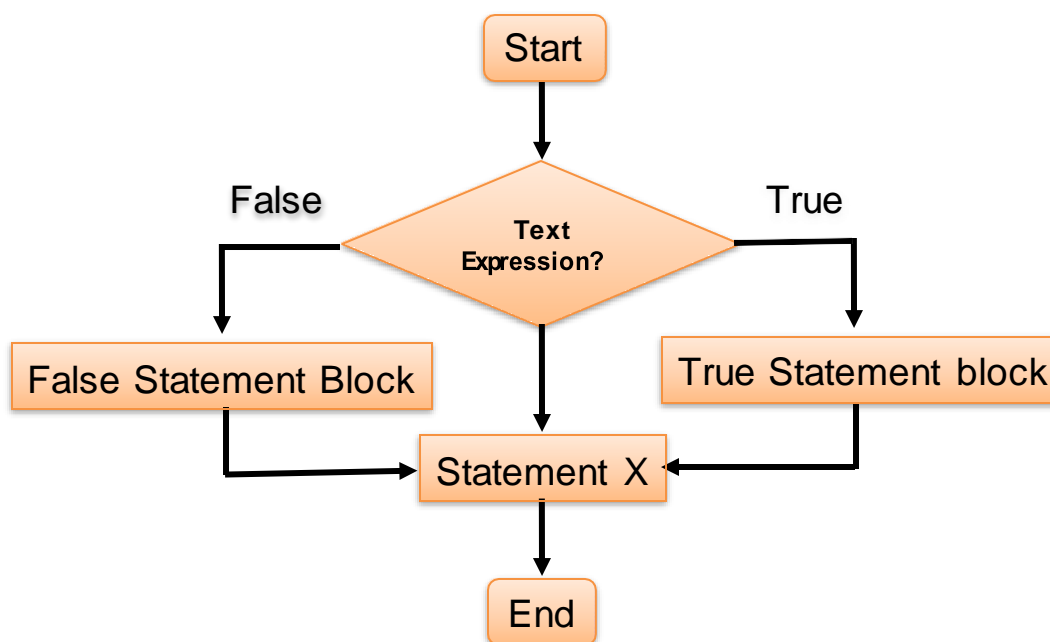 Start
False
True
Text
Expression?
False Statement Block
True Statement block
Statement X
End